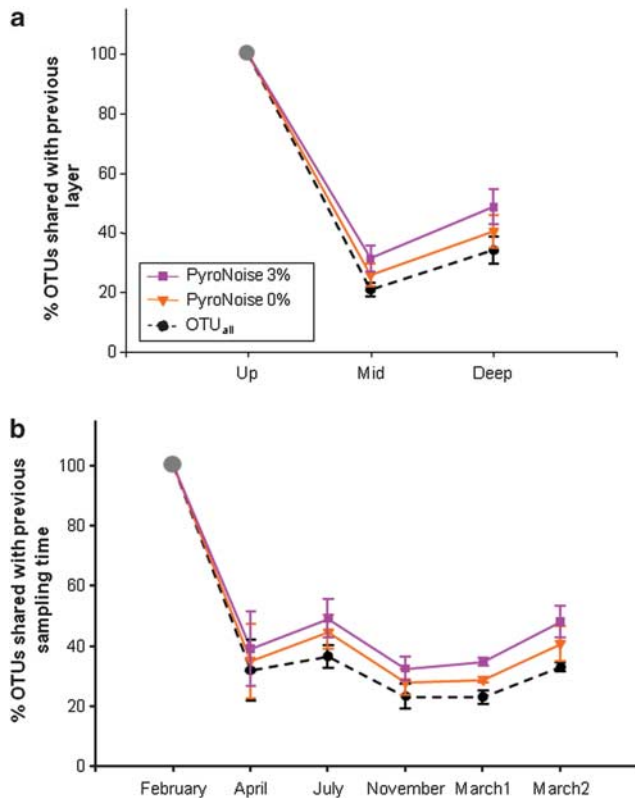 a
% OTUs shared with previous
layer
100
80
60
40
20
0
PyroNoise 3%
PyroNoise 0%
OTUall
Up
Mid
Deep
b
% OTUs shared with previous
sampling time
100
80
60
40
20
0
February
April
July
November
March1
March2